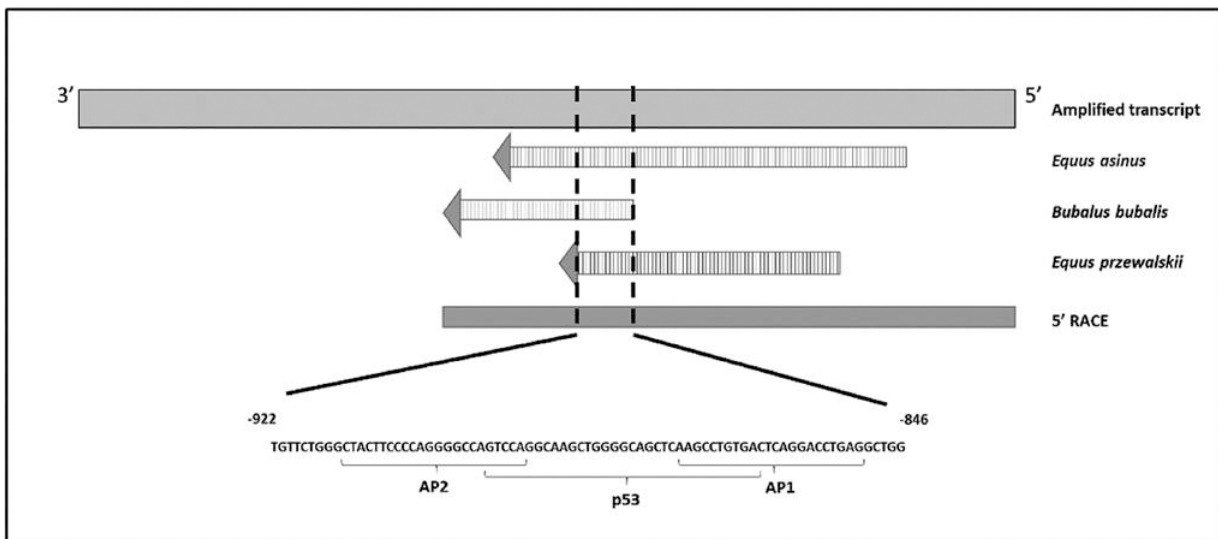 3’
5’
Amplified transcript
Equus asinus
Bubalus bubalis
Equus przewalskii
5’ RACE
-922
-846
TGTTCTGGGCTACTTCCCCAGGGGCCAGTCCAGGCAAGCTGGGGCAGCTCAAGCCTGTGACTCAGGACCTGAGGCTGG
AP2
AP1
p53